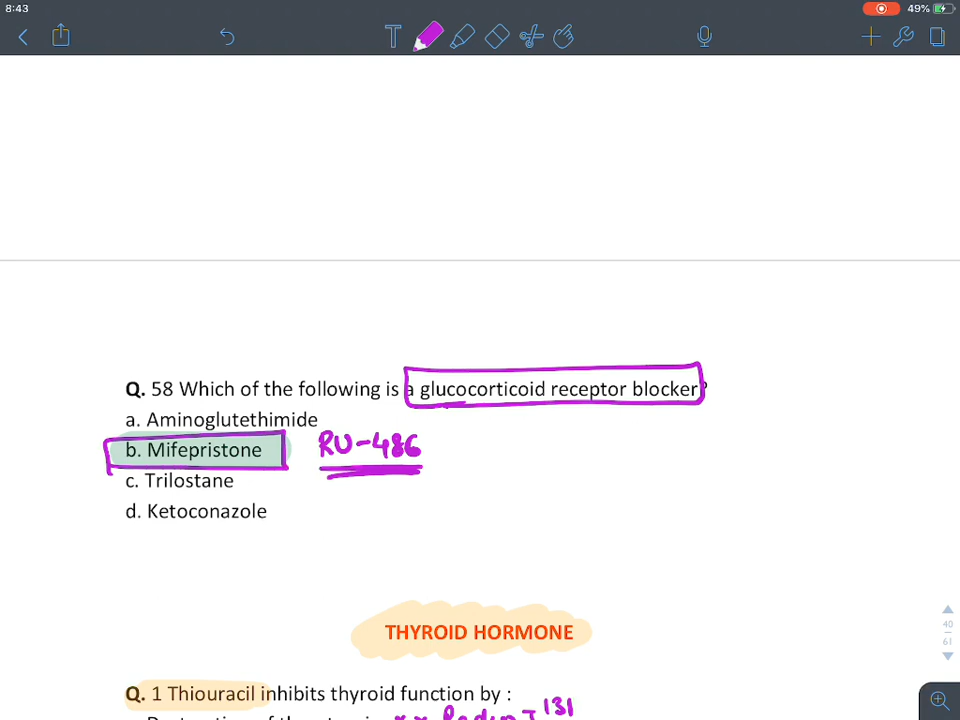 8:43
49%
T
Q. 58 Which of the following is a glucocorticoid receptor blocker?
a. Aminoglutethimide
b. Mifepristone RU-486
c. Trilostane
d. Ketoconazole
THYROID HORMONE
40
61
Q. 1 Thiouracil inhibits thyroid function by :